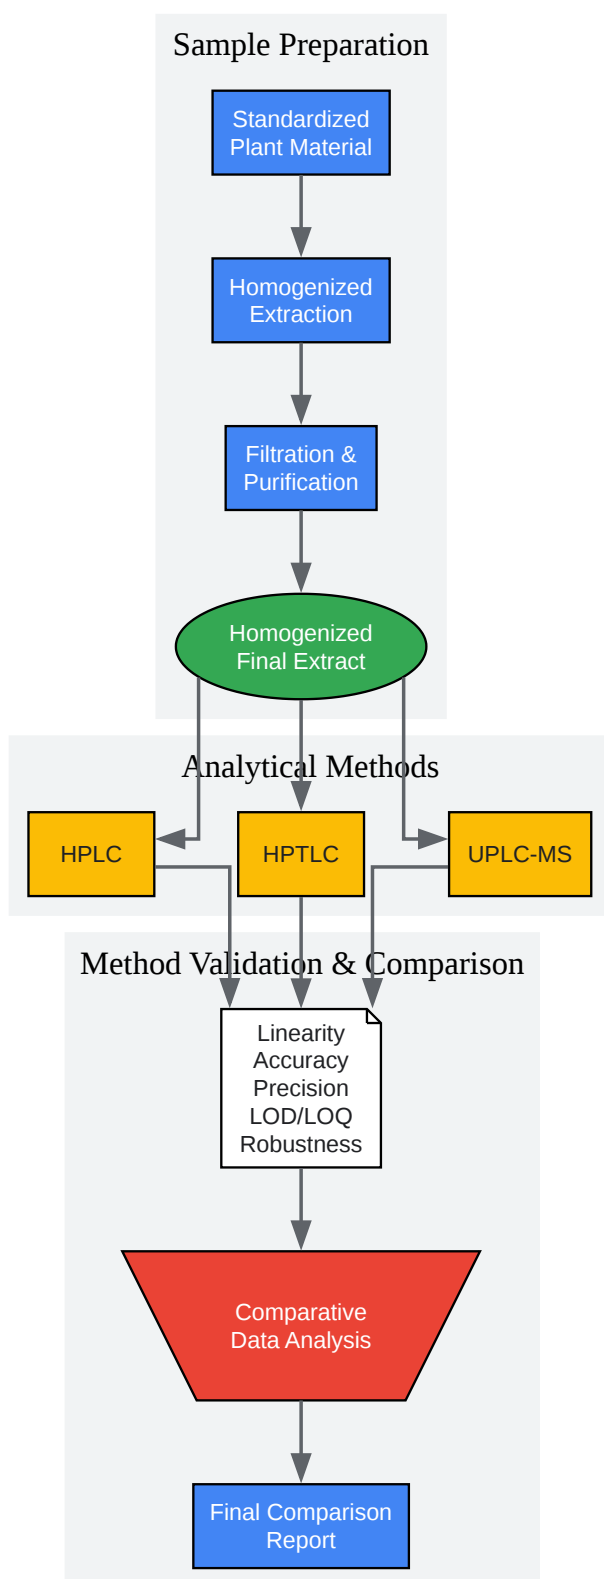 Sample Preparation
Standardized
Plant Material
Homogenized
Extraction
Filtration &
Purification
Homogenized
Final Extract
Analytical Methods
HPLC
HPTLC
UPLC-MS
Method Validation & Comparison
Linearity
Accuracy
Precision
LOD/LOQ
Robustness
Comparative
Data Analysis
Final Comparison
Report